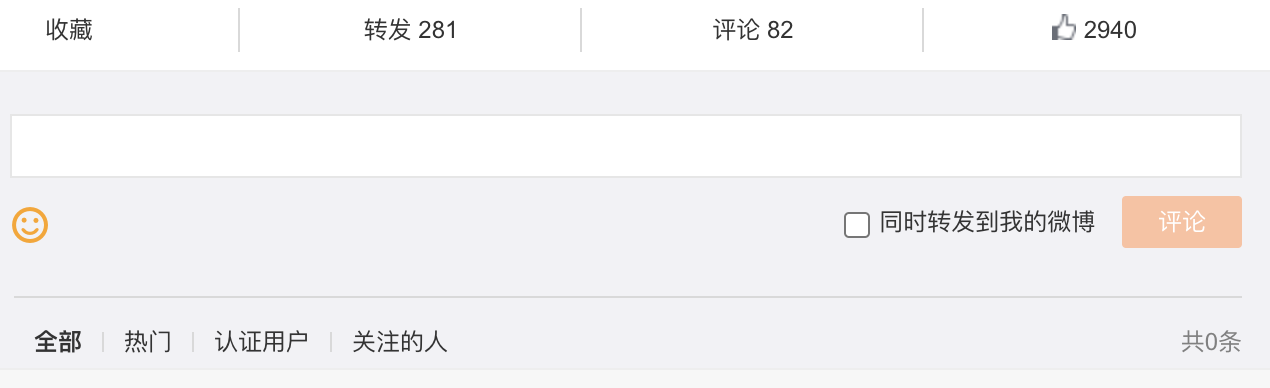 收藏 转发 281 评论 82 2940
同时转发到我的微博 评论
全部 热门 认证用户 关注的人 共0条